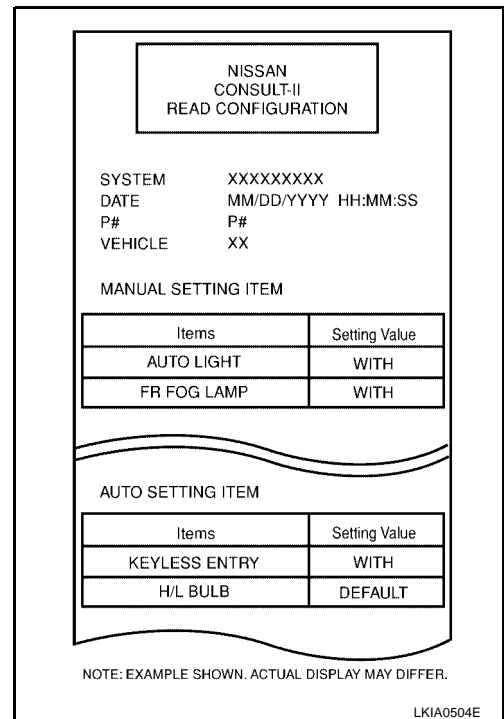 NISSAN
CONSULT-II
READ CONFIGURATION
SYSTEM XXXXXXXXX
DATE MM/DD/YYYY HH:MM:SS
P# P#
VEHICLE XX
MANUAL SETTING ITEM
Items Setting Value
AUTO LIGHT WITH
FR FOG LAMP WITH
AUTO SETTING ITEM
Items Setting Value
KEYLESS ENTRY WITH
H/L BULB DEFAULT
NOTE: EXAMPLE SHOWN. ACTUAL DISPLAY MAY DIFFER.
LKIA0504E